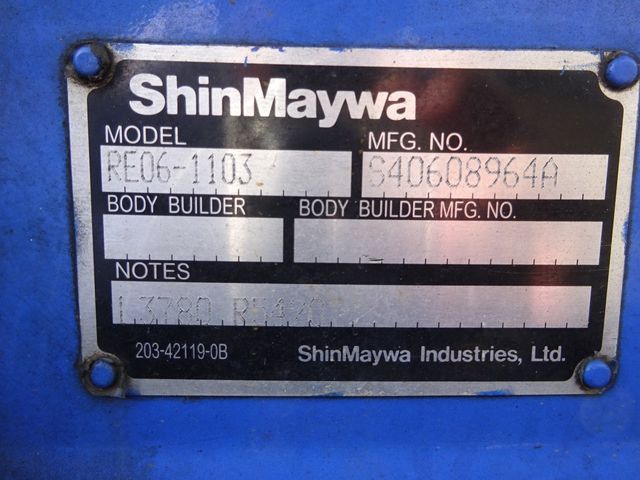 ShinMaywa
MODEL MFG. NO.
RE06-1103 S40608964A
BODY BUILDER BODY BUILDER MFG. NO.
NOTES
L3780
203-42119-0B ShinMaywa Industries, Ltd.